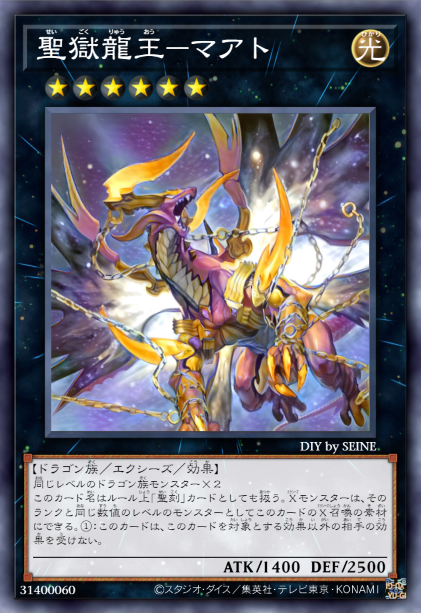 聖獄龍王－マアト
光
DIY by SEINE.
【ドラゴン族／エクシーズ／効果】
同じレベルのドラゴン族モンスター×２
このカード名はルール上「聖刻」カードとしても扱う。Ｘモンスターは、その
ランクと同じ数値のレベルのモンスターとしてこのカードのＸ召喚の素材
にできる。①：このカードは、このカードを対象とする効果以外の相手の効
果を受けない。
ATK/1400 DEF/2500
31400060
©スタジオ・ダイス／集英社・テレビ東京・KONAMI